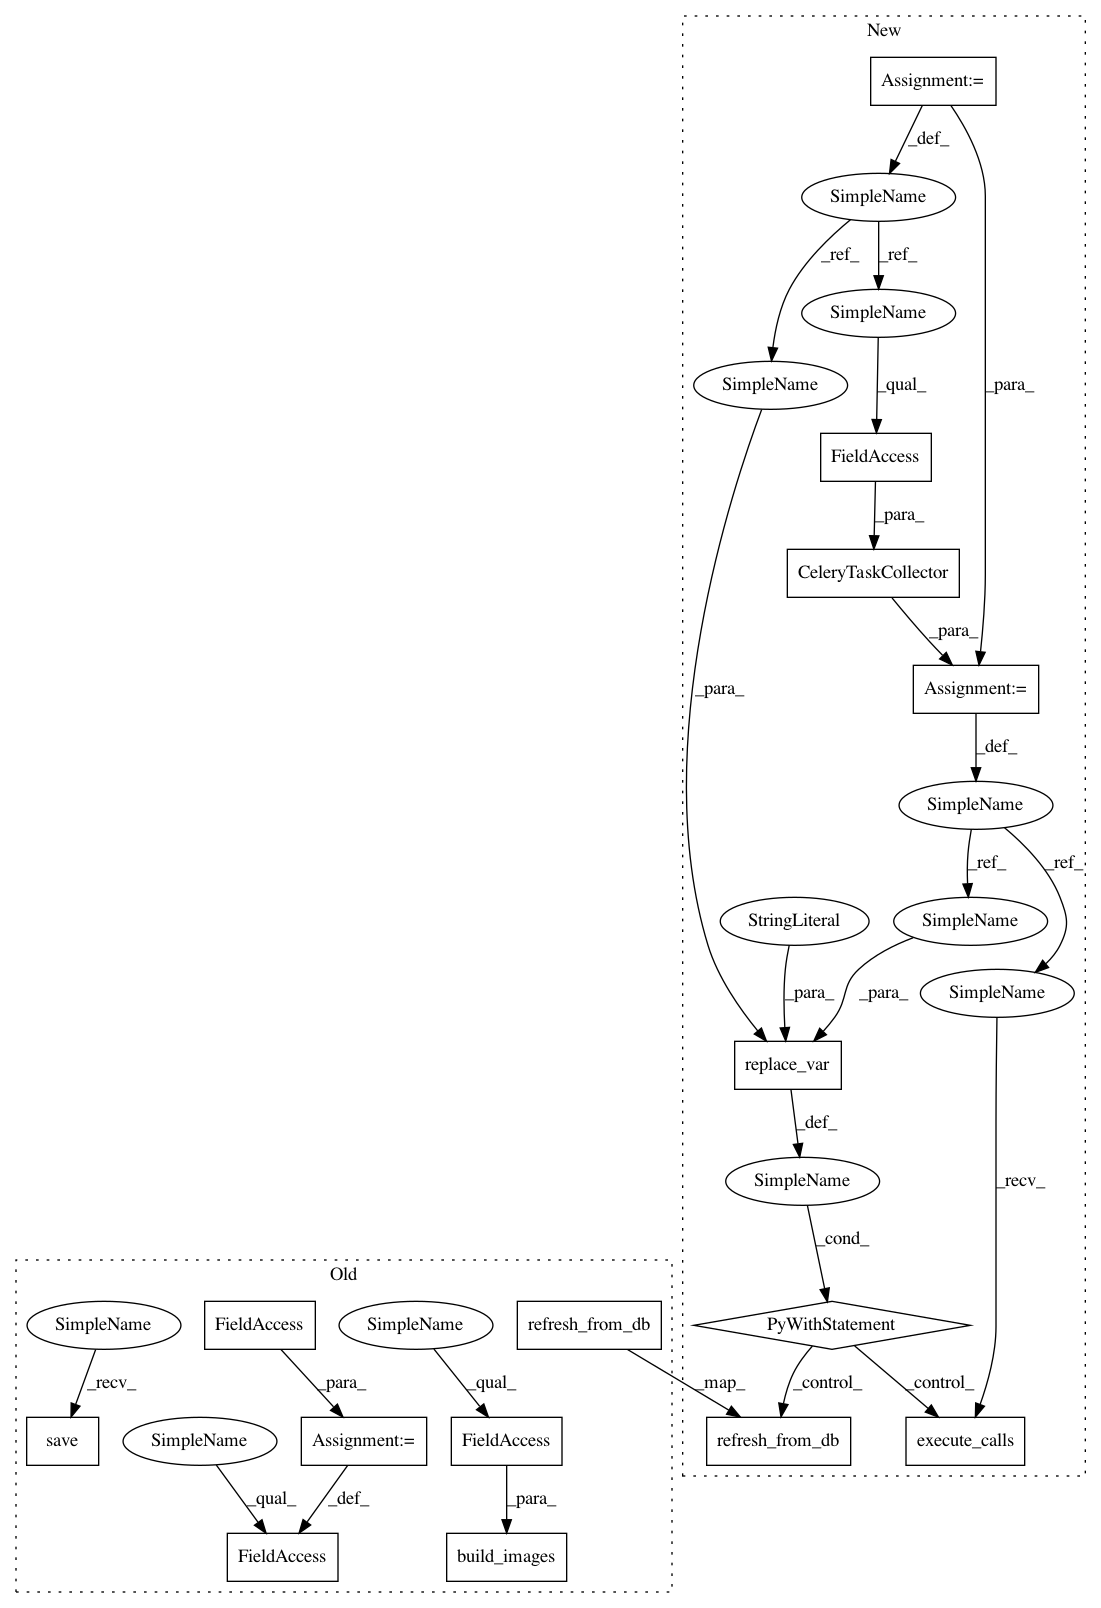 New
Assignment:=
_def_
SimpleName
_ref_
_ref_
SimpleName
SimpleName
_qual_
_para_
FieldAccess
_para_
CeleryTaskCollector
_para_
_para_
Assignment:=
_def_
SimpleName
_ref_
_ref_
StringLiteral
SimpleName
SimpleName
_para_
_para_
replace_var
_def_
SimpleName
_recv_
_cond_
PyWithStatement
_control_
_control_
refresh_from_db
execute_calls
Old
SimpleName
FieldAccess
SimpleName
refresh_from_db
_recv_
_para_
_qual_
_map_
save
SimpleName
Assignment:=
FieldAccess
_qual_
_def_
_para_
FieldAccess
build_images